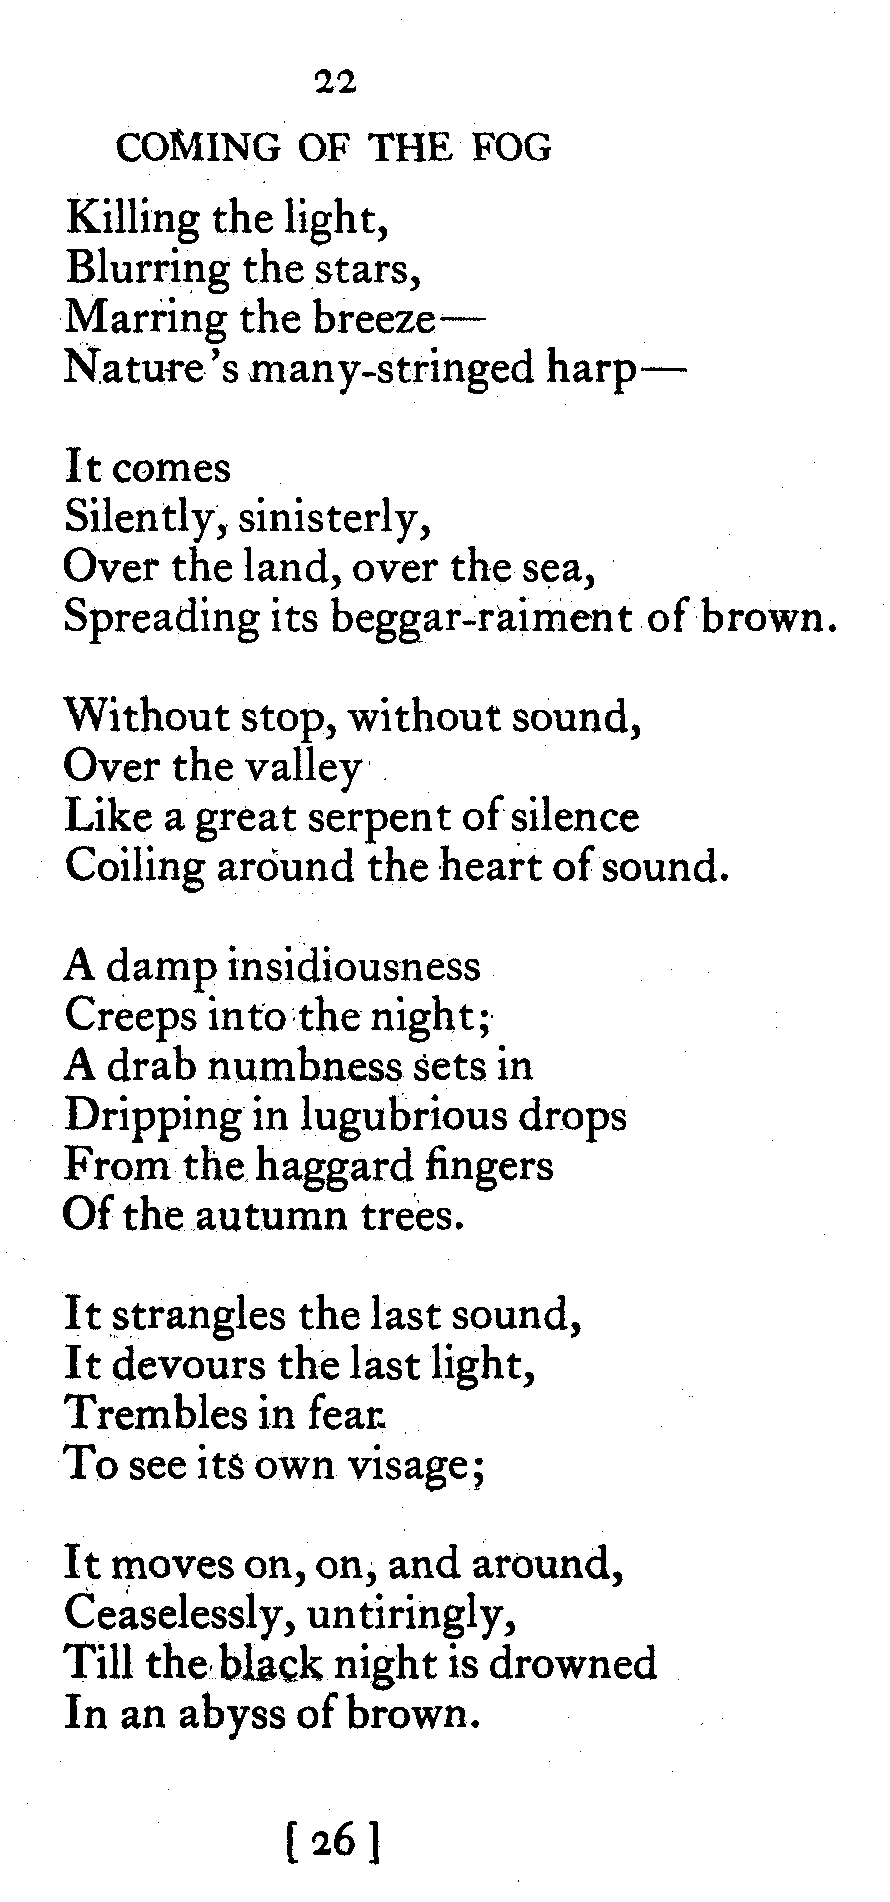 22
COMING OF THE FOG
Killing the light,
Blurring the stars,
Marring the breeze—
Nature's many-stringed harp—
It comes
Silently, sinisterly,
Over the land, over the sea,
Spreading its beggar-raiment of brown.
Without stop, without sound,
Over the valley
Like a great serpent of silence
Coiling around the heart of sound.
A damp insidiousness
Creeps into the night;
A drab numbness sets in
Dripping in lugubrious drops
From the haggard fingers
Of the autumn trees.
It strangles the last sound,
It devours the last light,
Trembles in fear
To see its own visage;
It moves on, on, and around,
Ceaselessly, untiringly,
Till the black night is drowned
In an abyss of brown.
[ 26 ]